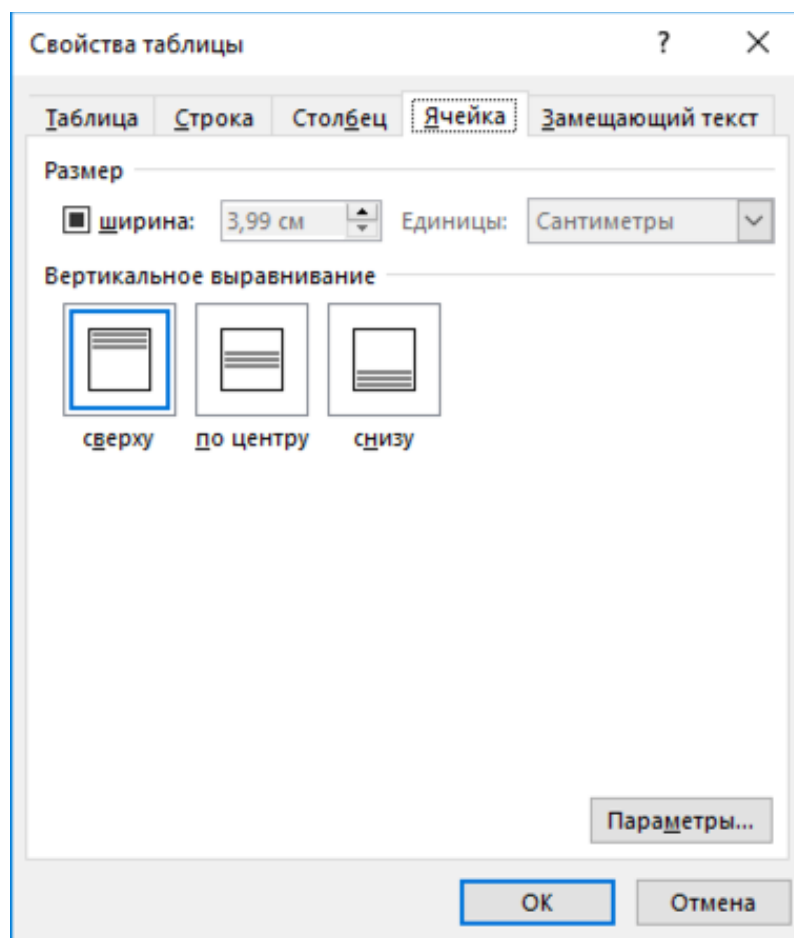 Свойства таблицы ?
Таблица Строка Столбец Ячейка Замещающий текст
Размер
ширина: 3,99 см Единицы: Сантиметры
Вертикальное выравнивание
сверху по центру снизу
Параметры...
ОК Отмена